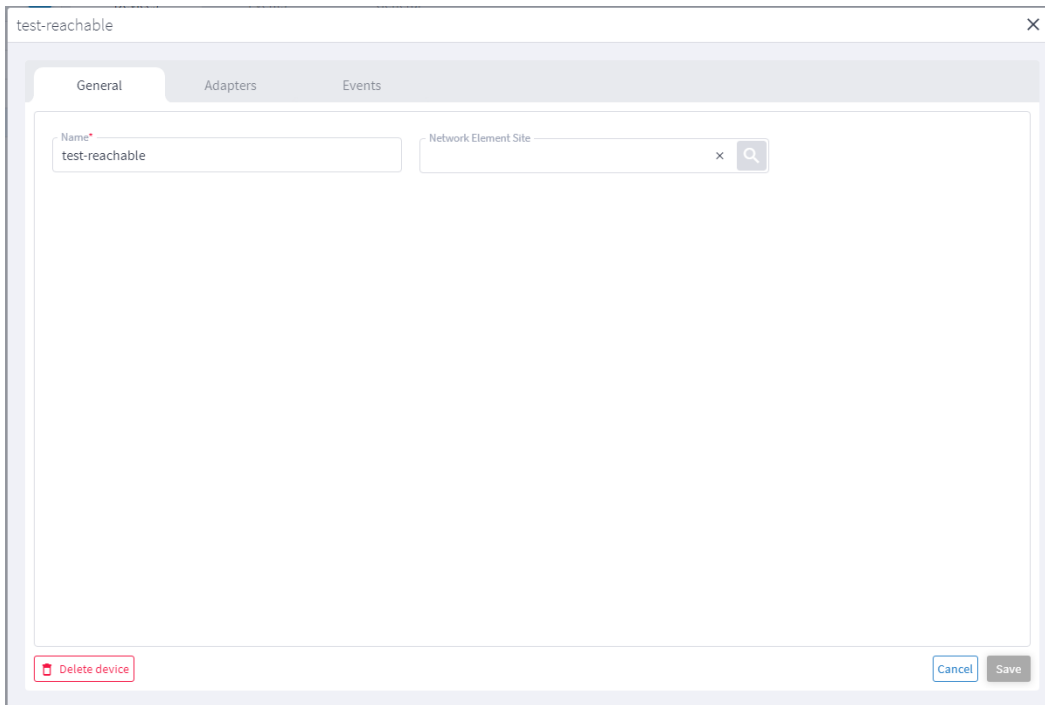 test-reachable
General Adapters Events
Name* Network Element Site
test-reachable
Delete device Cancel Save